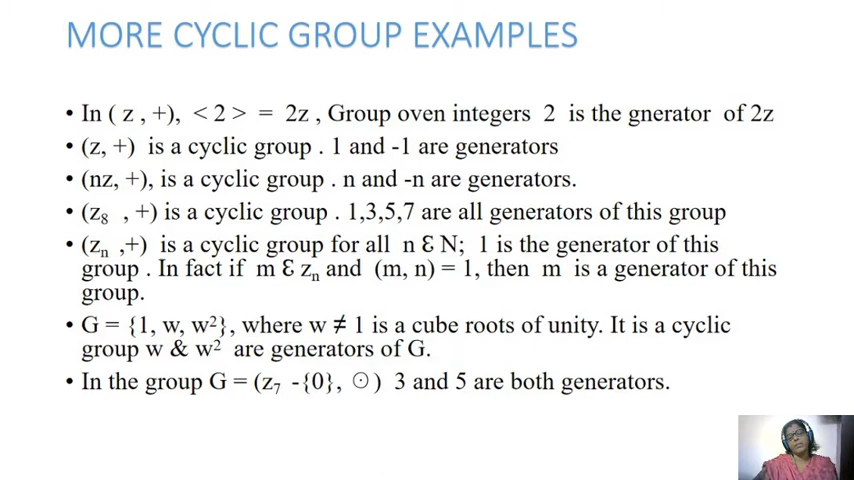 MORE CYCLIC GROUP EXAMPLES
• In ( z , +), < 2 > = 2z , Group oven integers 2 is the gnerator of 2z
• (z, +) is a cyclic group . 1 and -1 are generators
• (nz, +), is a cyclic group . n and -n are generators.
• (z₈ , +) is a cyclic group . 1,3,5,7 are all generators of this group
• (zₙ ,+) is a cyclic group for all n Ɛ N; 1 is the generator of this
group . In fact if m Ɛ zₙ and (m, n) = 1, then m is a generator of this
group.
• G = {1, w, w²}, where w ≠ 1 is a cube roots of unity. It is a cyclic
group w & w² are generators of G.
• In the group G = (z₇ -{0}, ⊙) 3 and 5 are both generators.